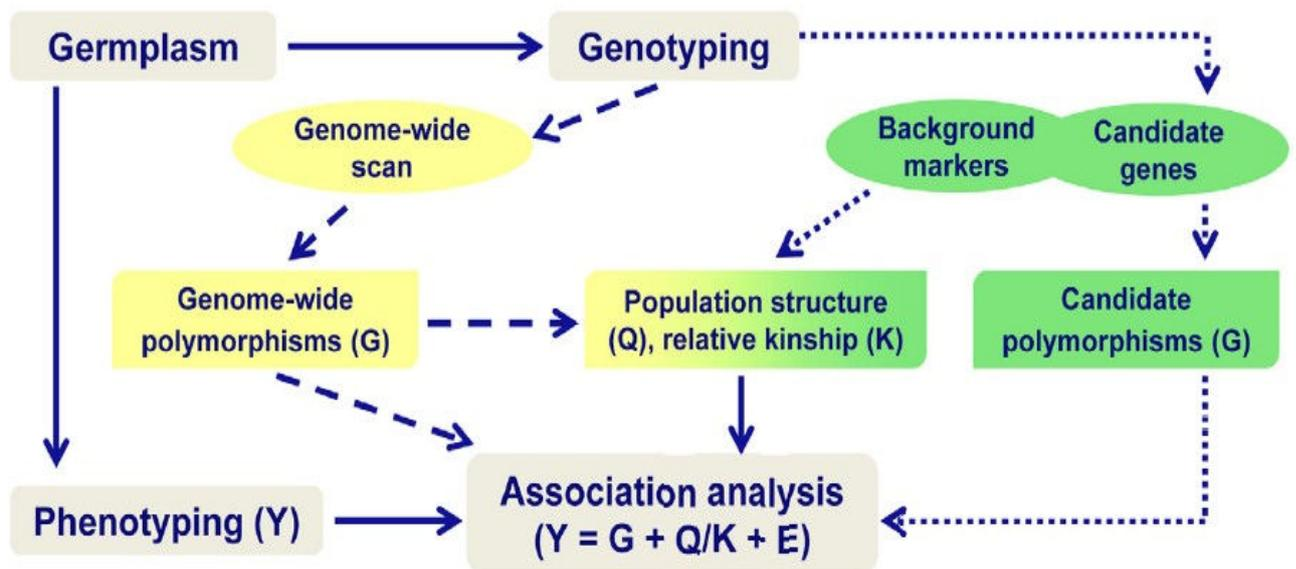 Germplasm
Genotyping
Genome-wide
scan
Background
markers
Candidate
genes
Genome-wide
polymorphisms (G)
Population structure
(Q), relative kinship (K)
Candidate
polymorphisms (G)
Phenotyping (Y)
Association analysis
(Y = G + Q/K + E)